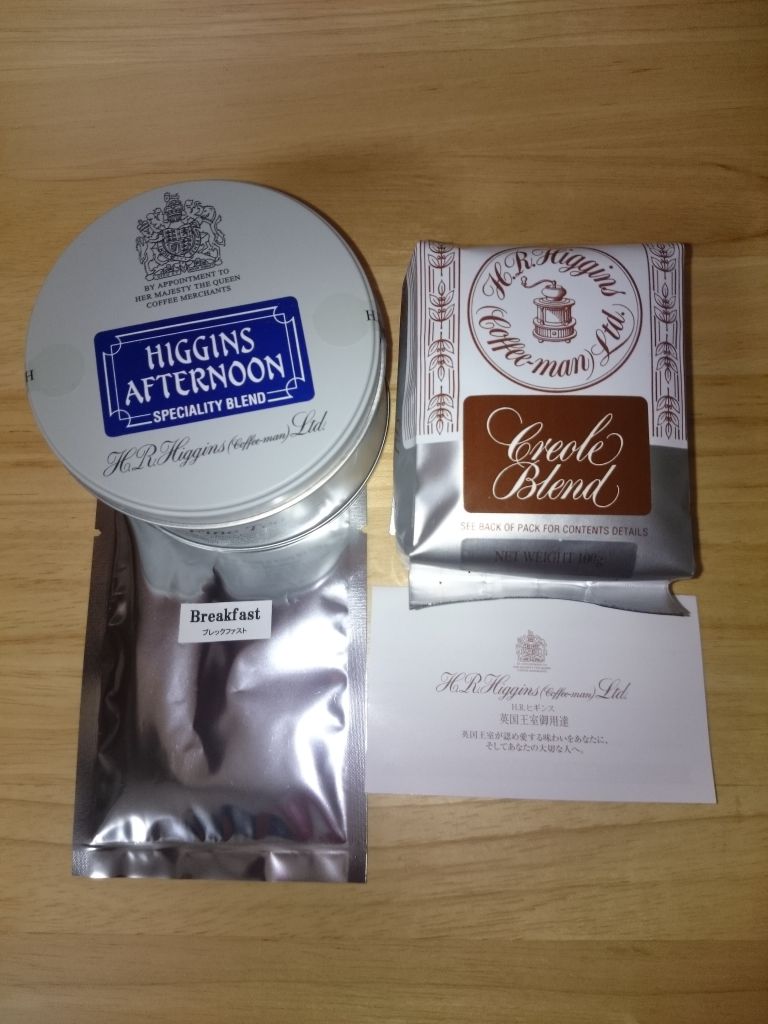 BY APPOINTMENT TO
HER MAJESTY THE QUEEN
COFFEE MERCHANTS
HIGGINS
AFTERNOON
SPECIALITY BLEND
H.R.Higgins (Coffee-man) Ltd.
H
H
H.R.Higgins
(Coffee-man) Ltd.
Creole
Blend
SEE BACK OF PACK FOR CONTENTS DETAILS
NET WEIGHT 100g
Breakfast
ブレックファスト
H.R.Higgins (Coffee-man) Ltd.
H.R.ヒギンス
英国王室御用達
英国王室が認め愛する味わいをあなたに、
そしてあなたの大切な人へ。